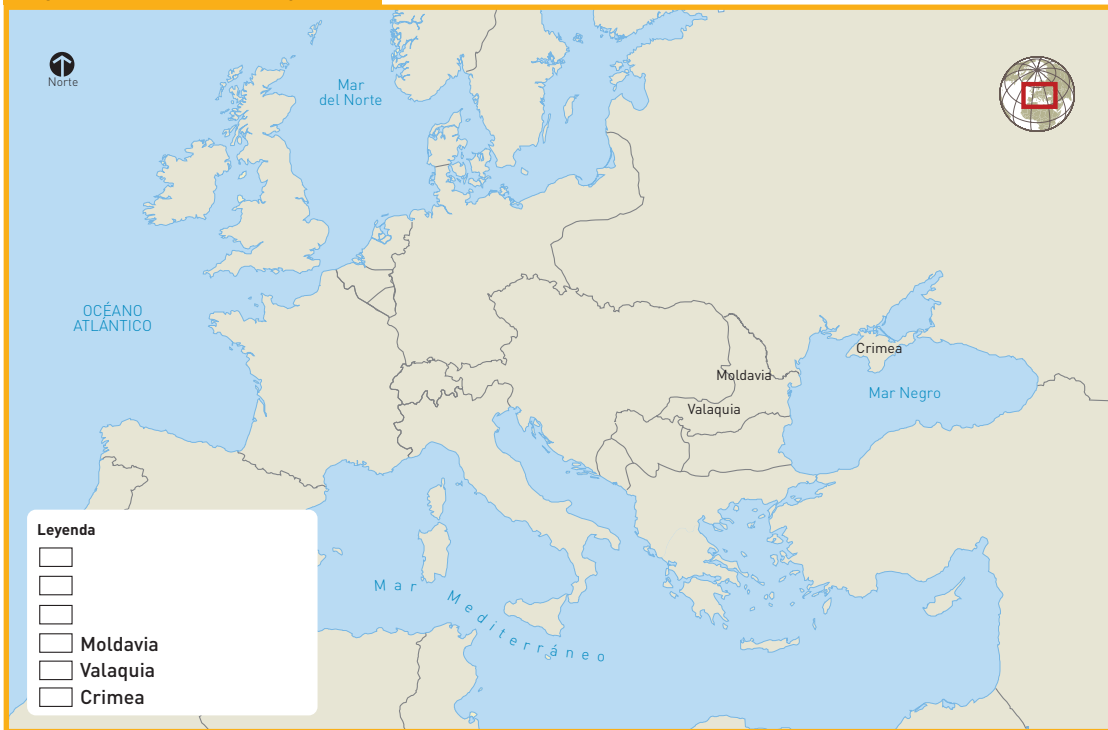 Norte
Mar
del Norte
OCÉANO
ATLÁNTICO
Crimea
Moldavia
Mar Negro
Valaquia
Mar Mediterráneo
Leyenda
Moldavia
Valaquia
Crimea